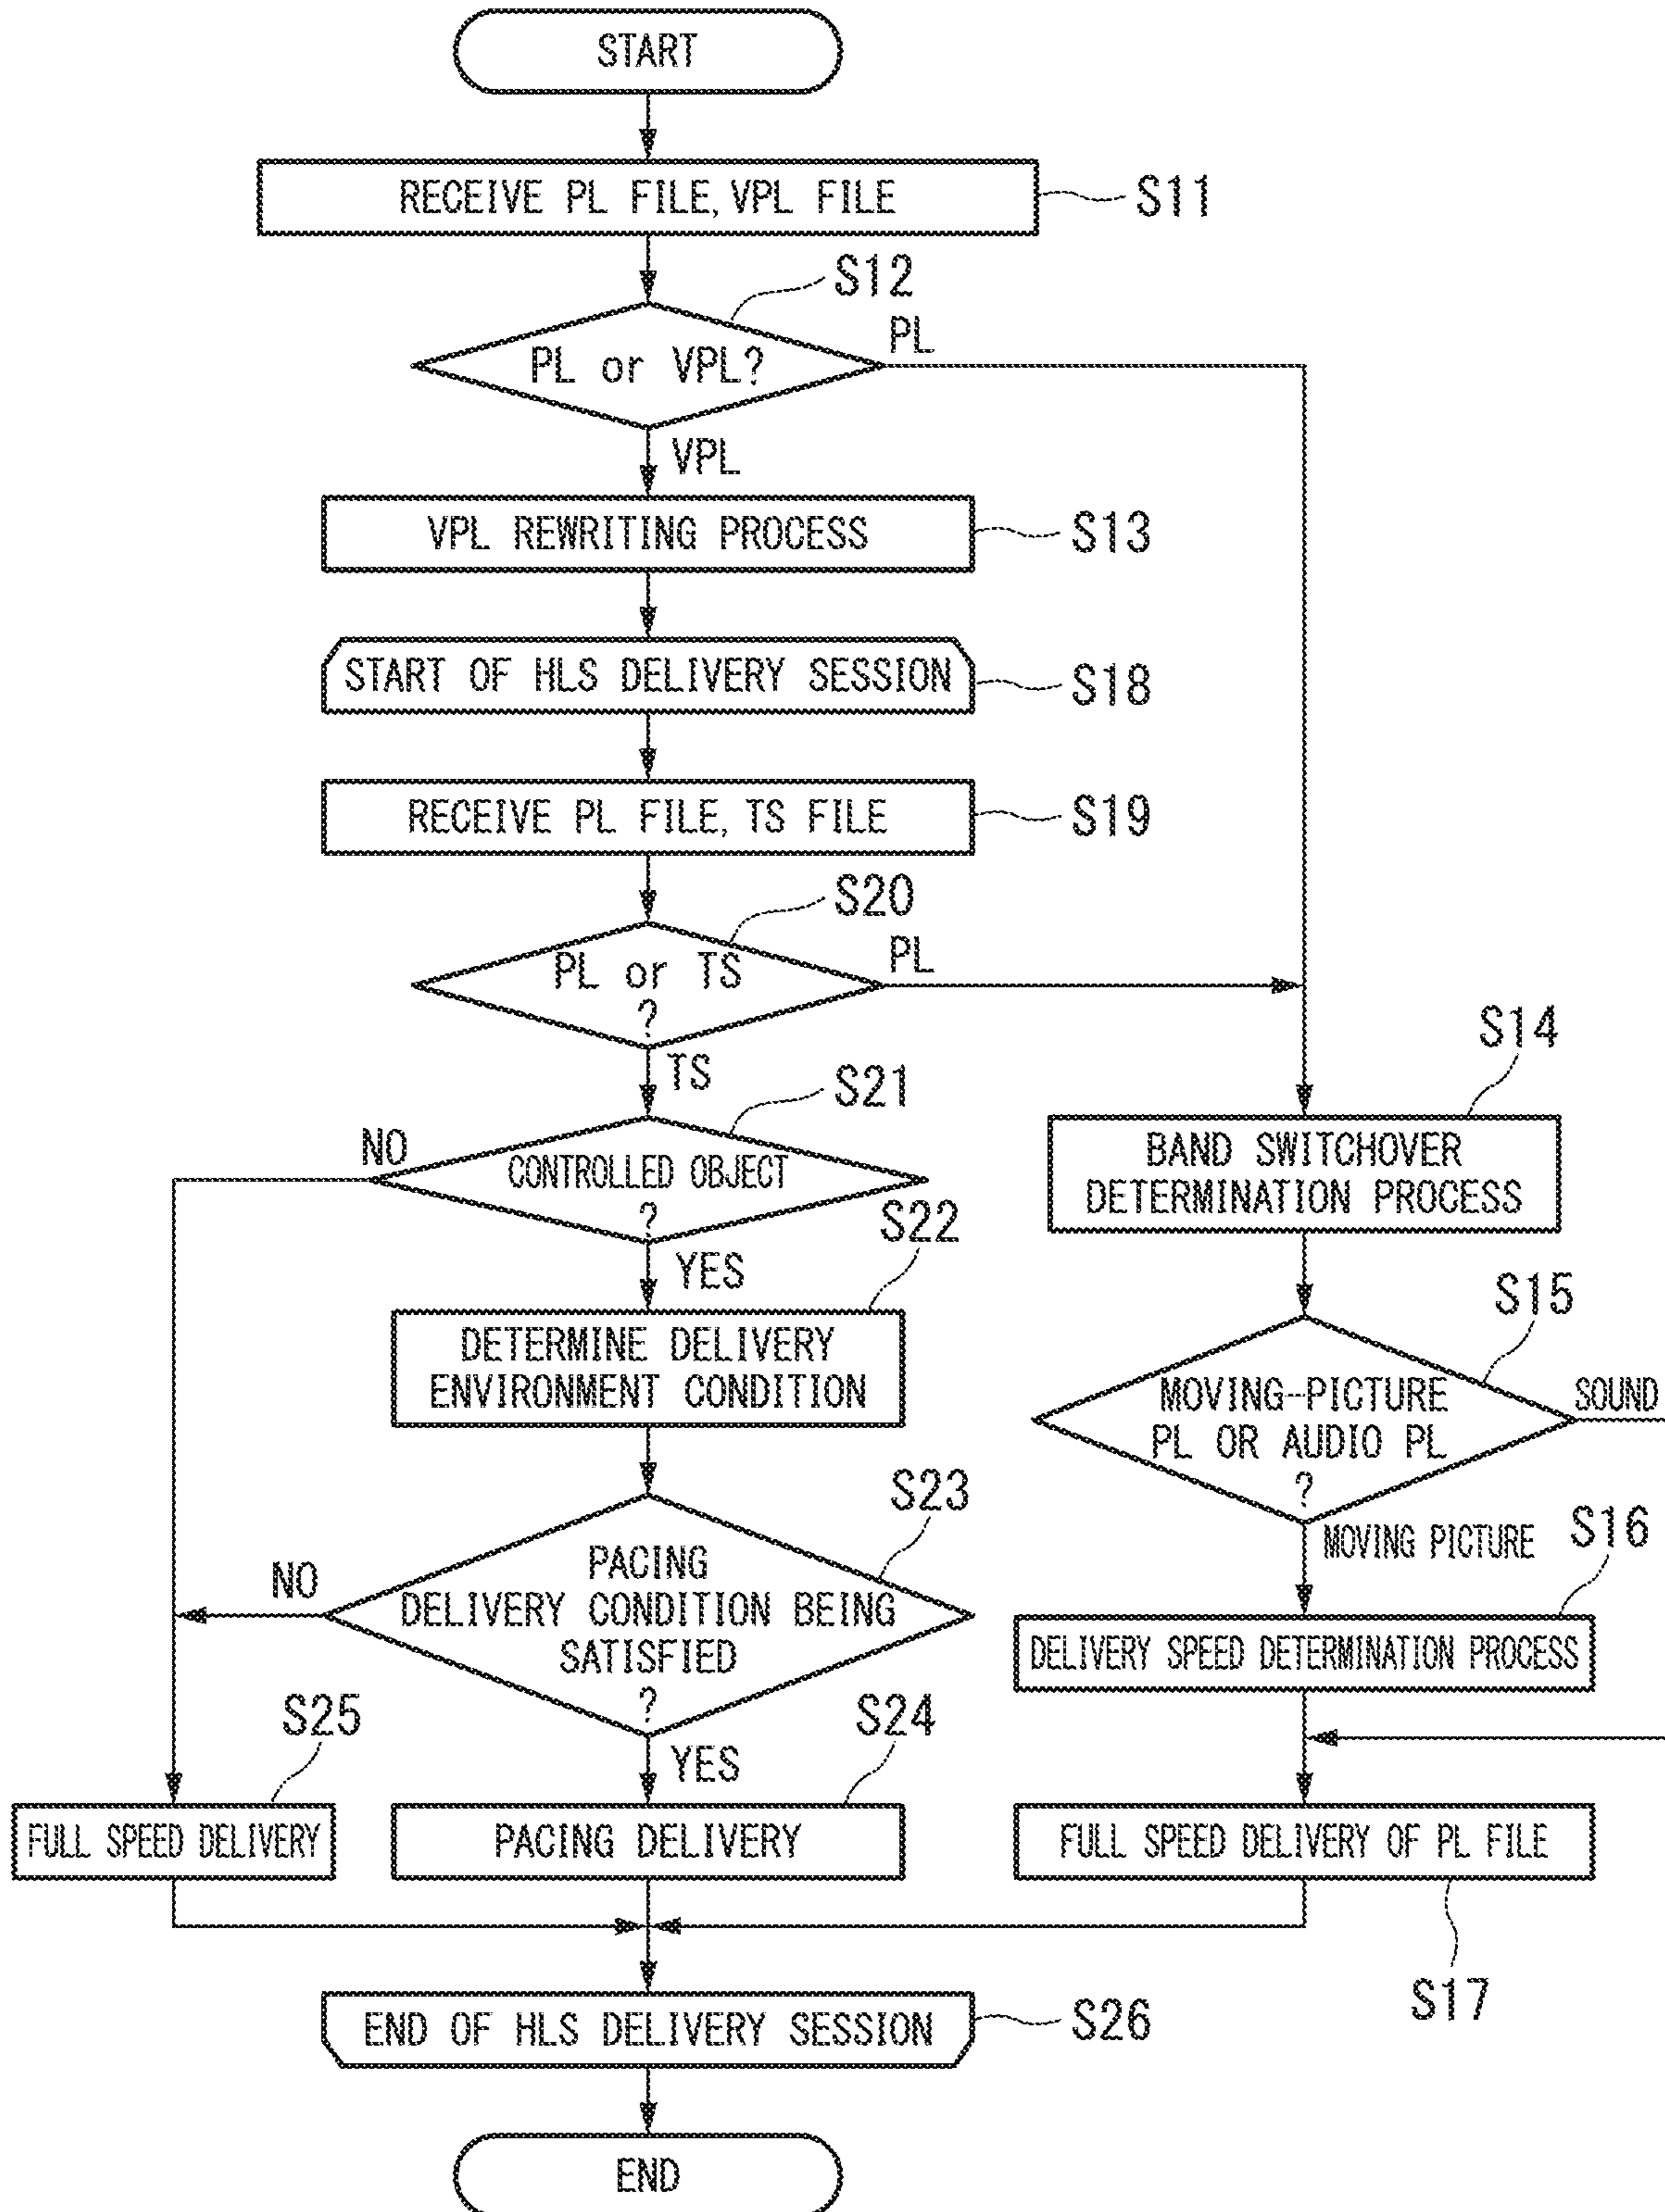 START
RECEIVE PL FILE, VPL FILE
S11
S12
PL or VPL?
PL
VPL
VPL REWRITING PROCESS
S13
START OF HLS DELIVERY SESSION
S18
RECEIVE PL FILE, TS FILE
S19
S20
PL or TS
?
PL
TS
S21
CONTROLLED OBJECT
?
NO
YES
S22
DETERMINE DELIVERY
ENVIRONMENT CONDITION
S14
BAND SWITCHOVER
DETERMINATION PROCESS
S15
MOVING-PICTURE
PL OR AUDIO PL
?
SOUND
MOVING PICTURE
S23
PACING
DELIVERY CONDITION BEING
SATISFIED
?
NO
YES
S16
DELIVERY SPEED DETERMINATION PROCESS
S25
FULL SPEED DELIVERY
S24
PACING DELIVERY
FULL SPEED DELIVERY OF PL FILE
S17
END OF HLS DELIVERY SESSION
S26
END